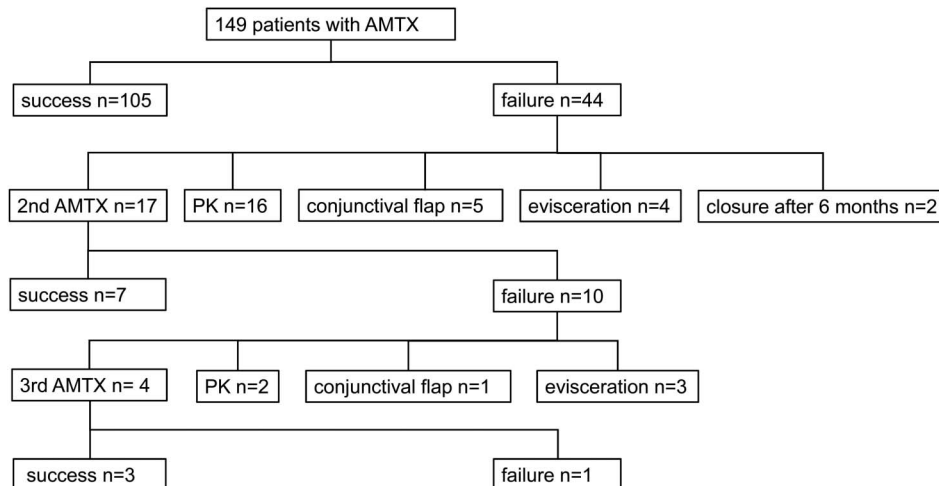 149 patients with AMTX
success n=105
failure n=44
2nd AMTX n=17
PK n=16
conjunctival flap n=5
evisceration n=4
closure after 6 months n=2
success n=7
failure n=10
3rd AMTX n= 4
PK n=2
conjunctival flap n=1
evisceration n=3
success n=3
failure n=1